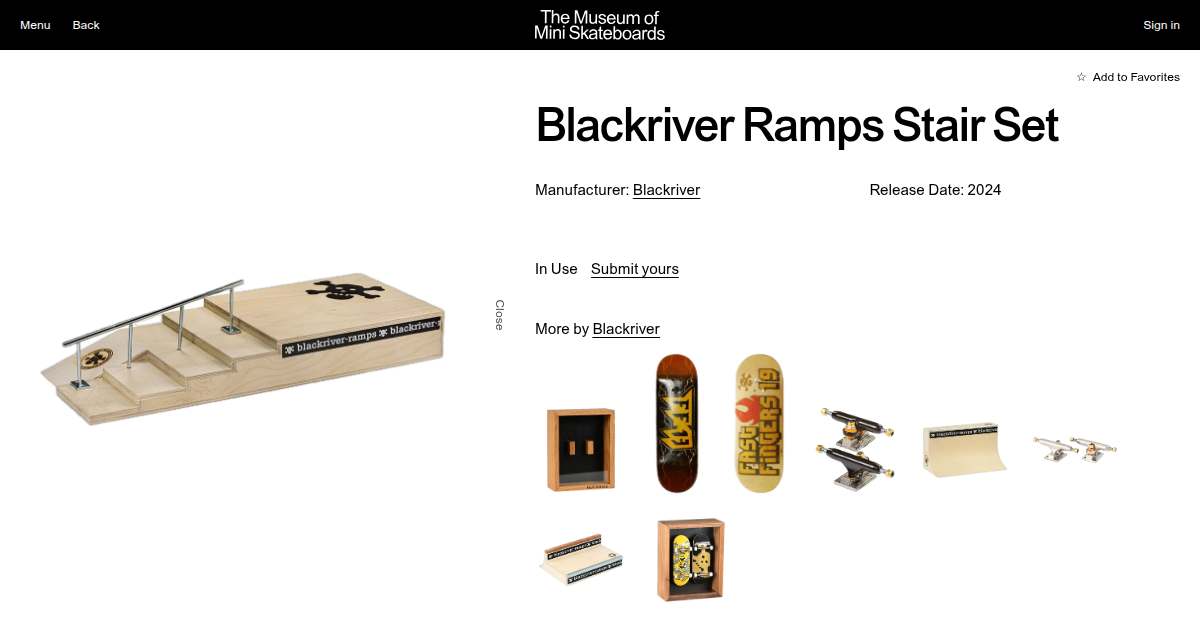 Menu
Back
The Museum of
Mini Skateboards
Sign in
☆ Add to Favorites
Blackriver Ramps Stair Set
Manufacturer: Blackriver
Release Date: 2024
In Use
Submit yours
Close
More by Blackriver
blackriver-ramps
blackriver-r
FAST
FINGERS 19